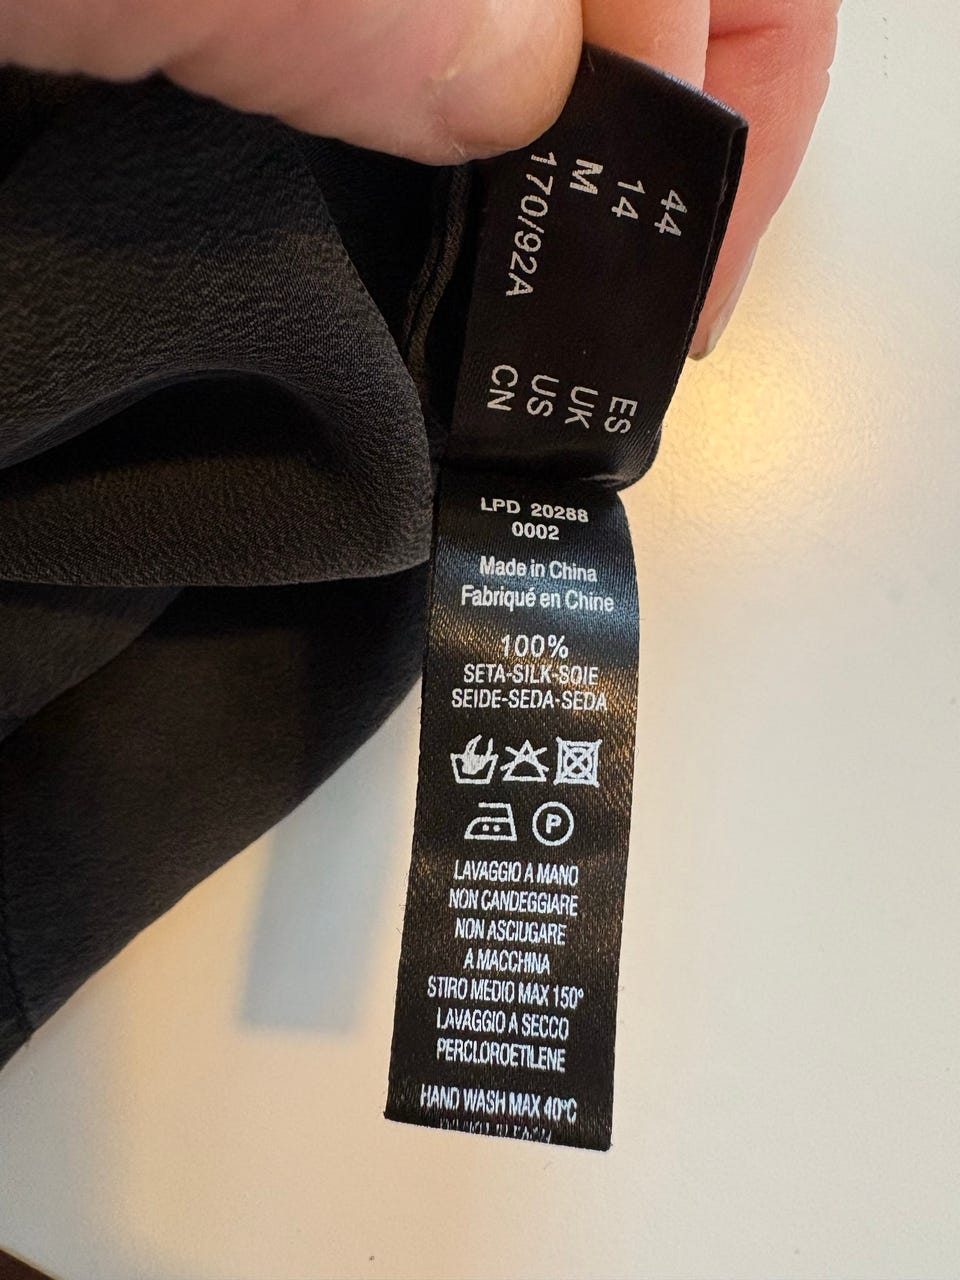 44 ES
14 UK
M US
170/92A CN
LPD 20288
0002
Made in China
Fabriqué en Chine
100%
SETA-SILK-SOIE
SEIDE-SEDA-SEDA
P
LAVAGGIO A MANO
NON CANDEGGIARE
NON ASCIUGARE
A MACCHINA
STIRO MEDIO MAX 150°
LAVAGGIO A SECCO
PERCLOROETILENE
HAND WASH MAX 40°C